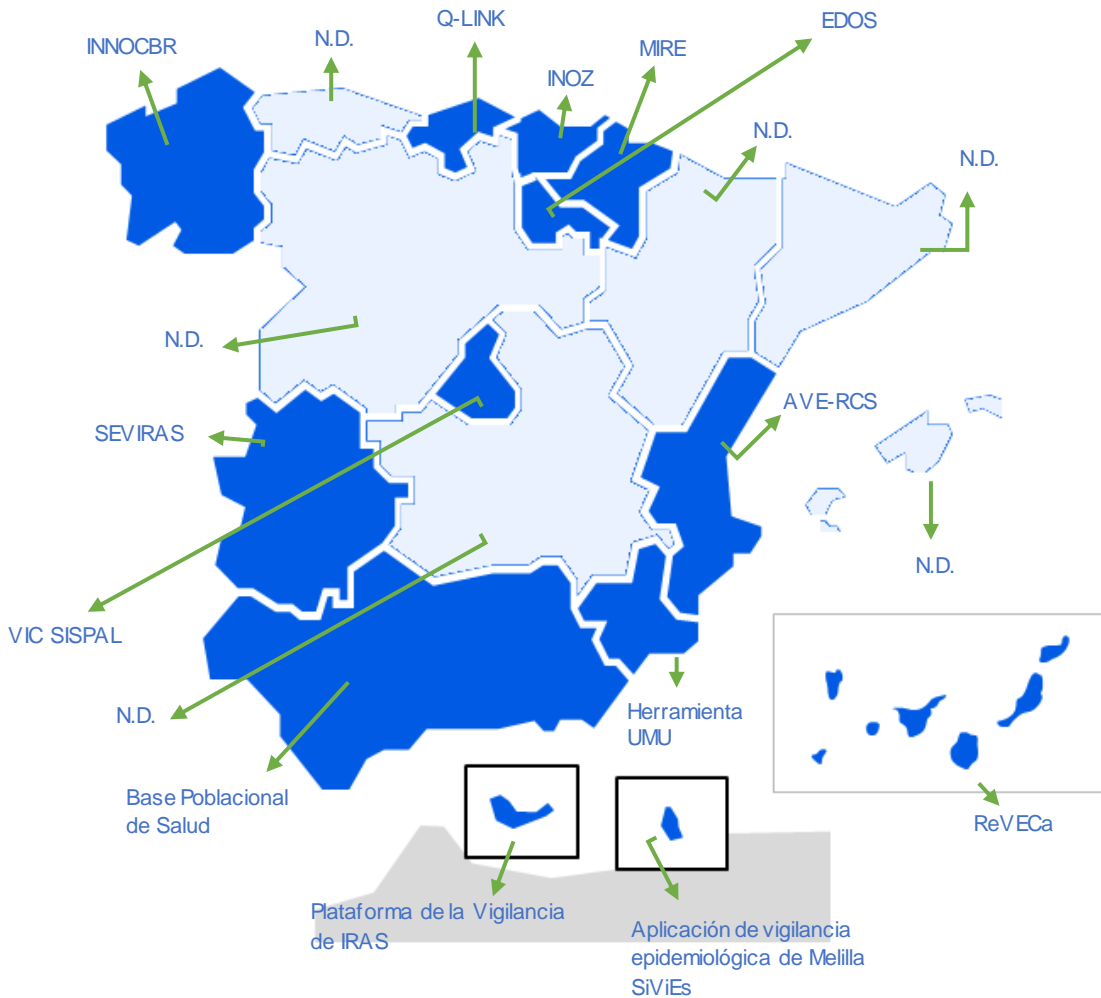 Q-LINK
EDOS
N.D.
INNOCBR
MIRE
INOZ
N.D.
N.D.
N.D.
AVE-RCS
SEVIRAS
N.D.
VIC SISPAL
N.D.
Herramienta
UMU
Base Poblacional
de Salud
ReVECa
Plataforma de la Vigilancia
de IRAS
Aplicación de vigilancia
epidemiológica de Melilla
SiViEs